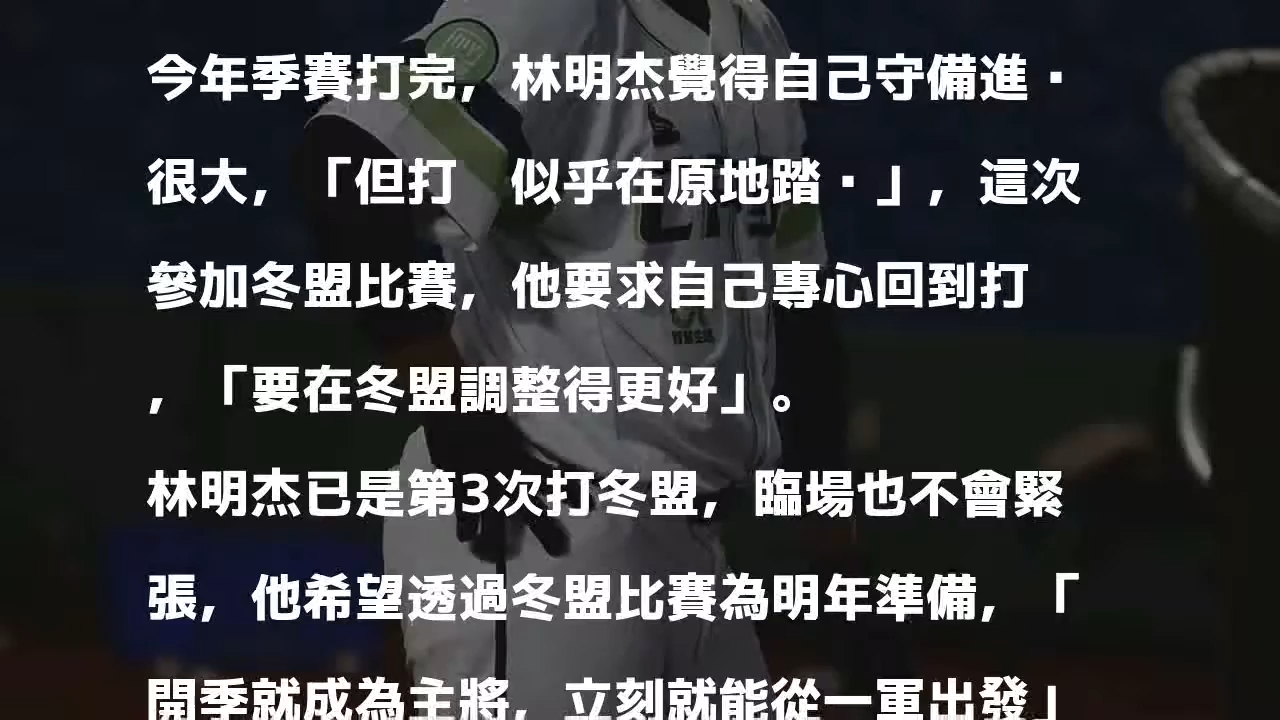 今年季賽打完，林明杰覺得自己守備進·
很大，「但打　似乎在原地踏·」，這次
參加冬盟比賽，他要求自己專心回到打
，「要在冬盟調整得更好」。
林明杰已是第3次打冬盟，臨場也不會緊
張，他希望透過冬盟比賽為明年準備，「
開季就成為主將，立刻就能從一軍出發」